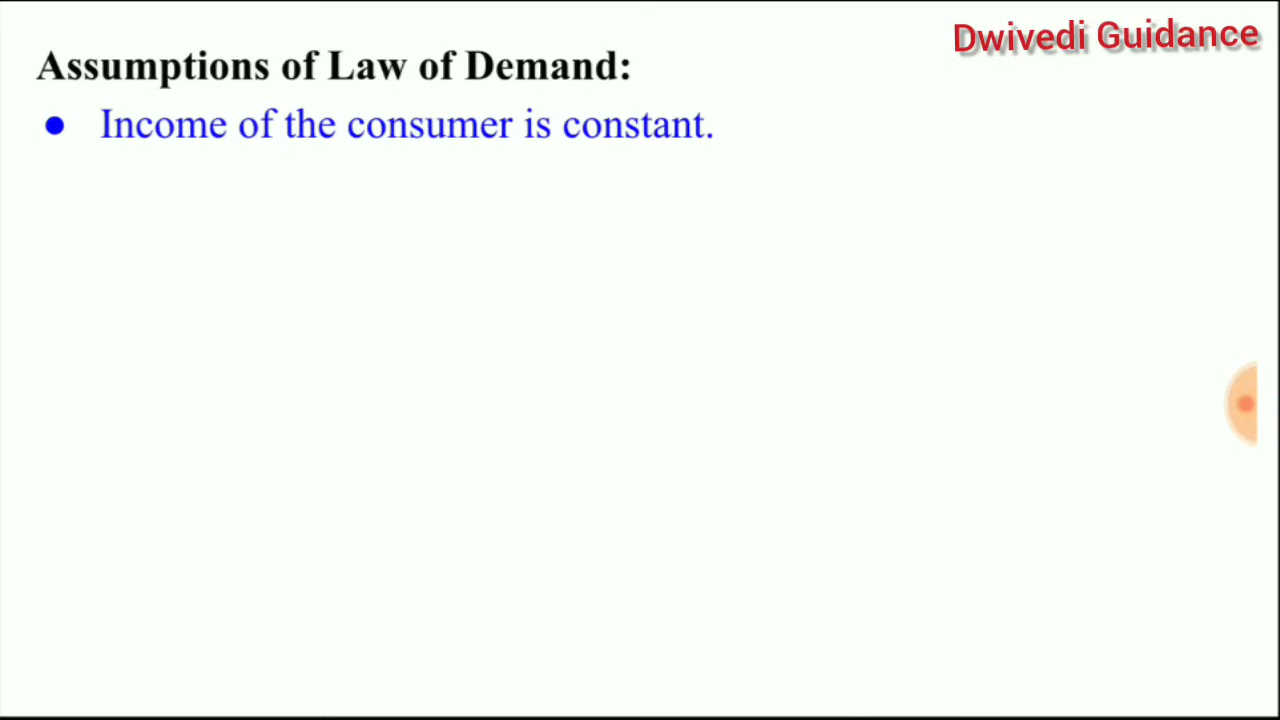 Dwivedi Guidance
Assumptions of Law of Demand:
● Income of the consumer is constant.